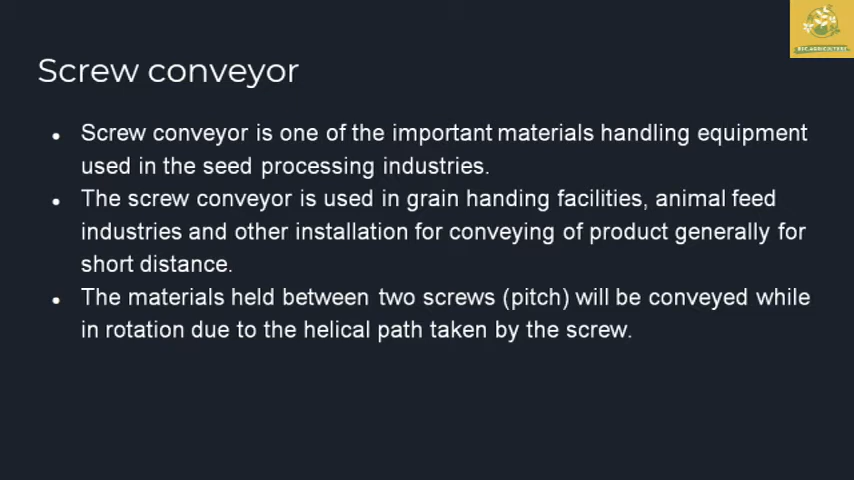 Screw conveyor
• Screw conveyor is one of the important materials handling equipment
used in the seed processing industries.
• The screw conveyor is used in grain handing facilities, animal feed
industries and other installation for conveying of product generally for
short distance.
• The materials held between two screws (pitch) will be conveyed while
in rotation due to the helical path taken by the screw.